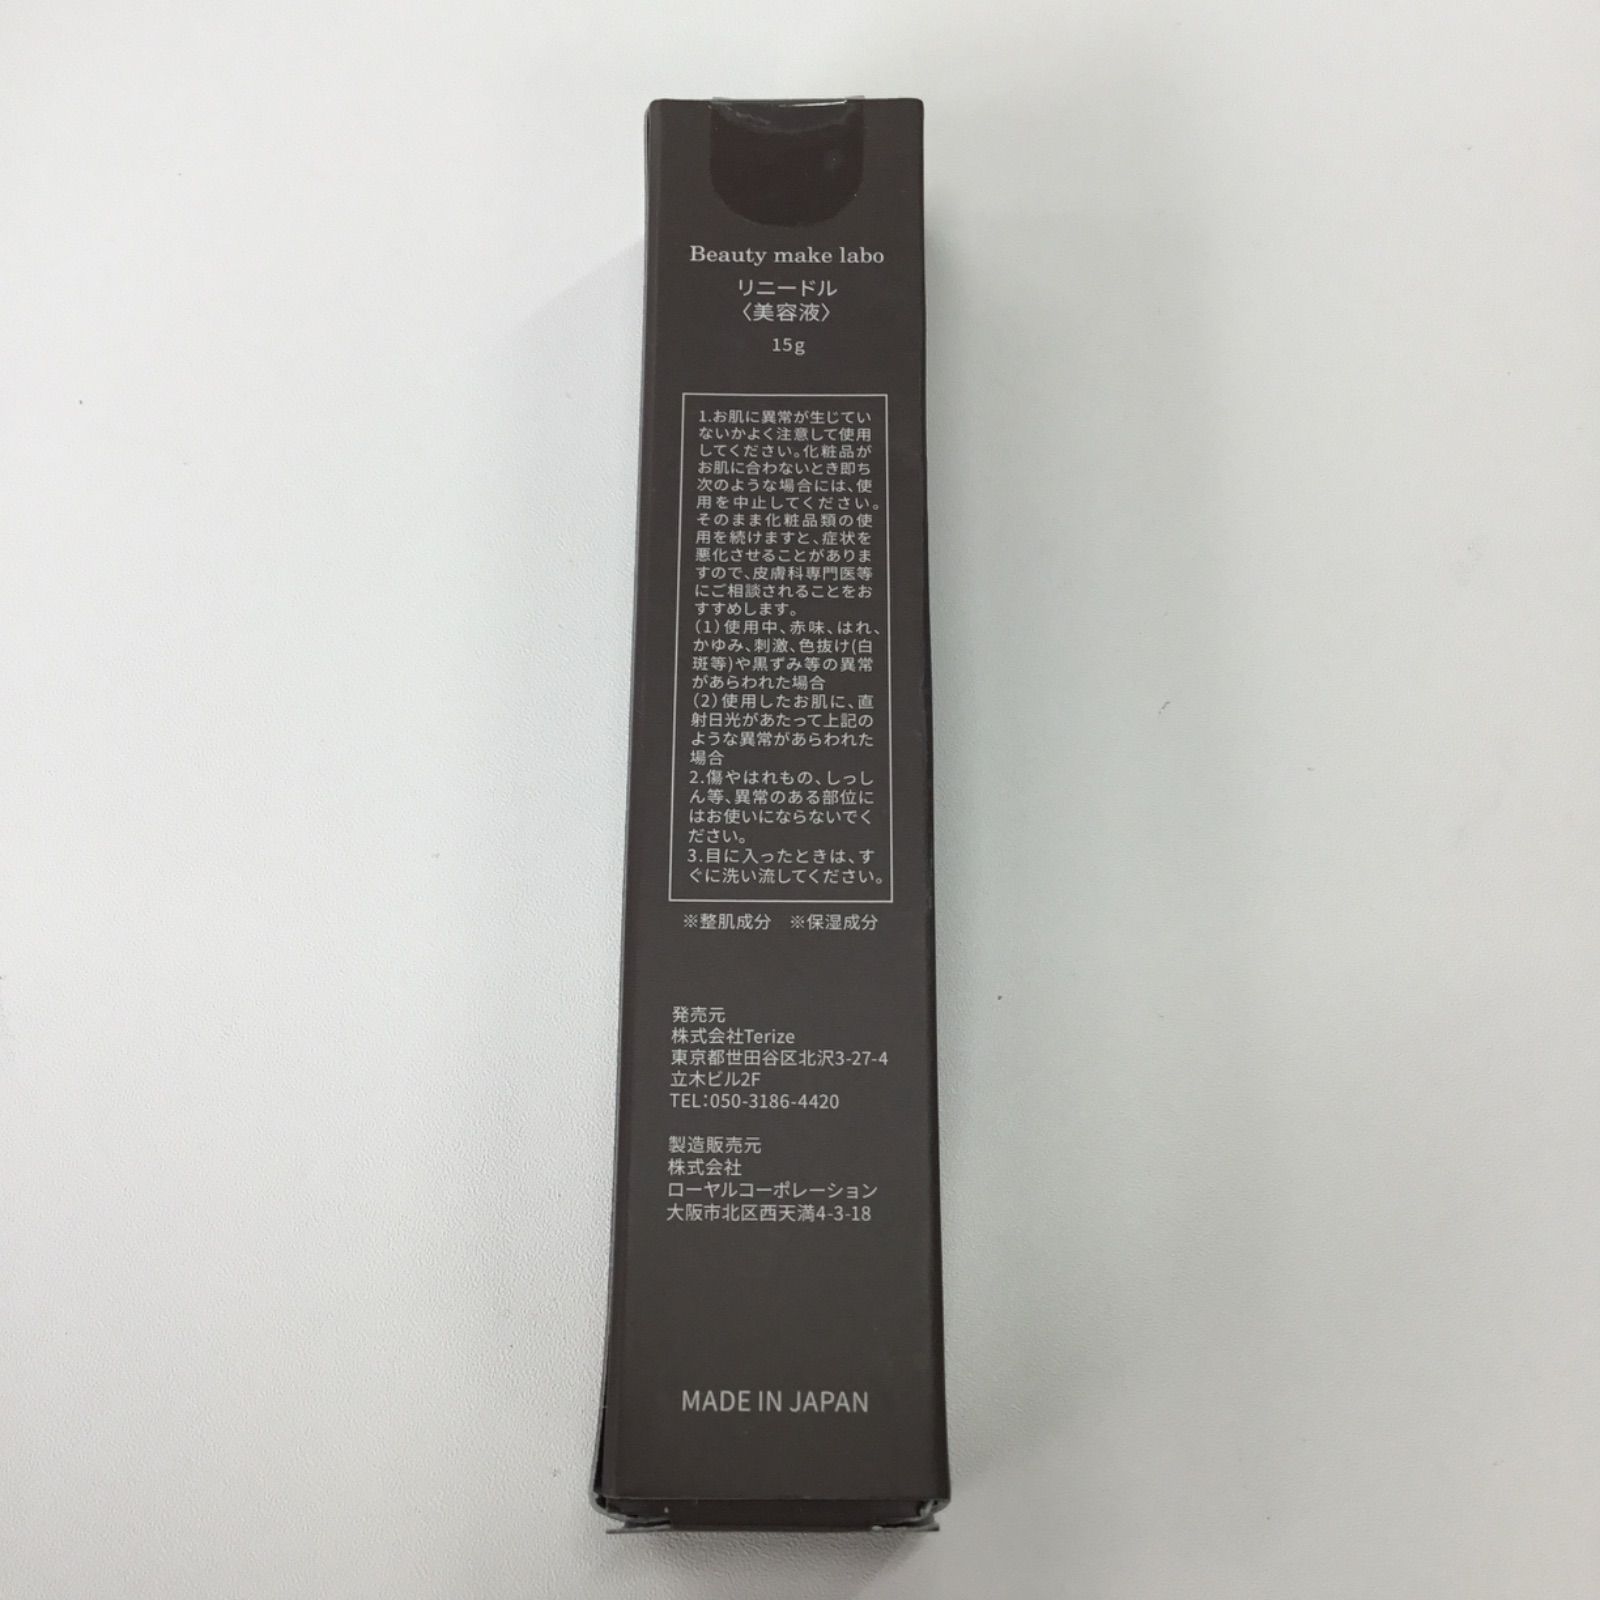 Beauty make labo
リニードル
〈美容液〉
15g
1.お肌に異常が生じてい
ないかよく注意して使用
してください。化粧品が
お肌に合わないとき即ち
次のような場合には、使
用を中止してください。
そのまま化粧品類の使
用を続けますと、症状を
悪化させることがありま
すので、皮膚科専門医等
にご相談されることをお
すすめします。
(1)使用中、赤味、はれ、
かゆみ、刺激、色抜け(白
斑等)や黒ずみ等の異常
があらわれた場合
(2)使用したお肌に、直
射日光があたって上記の
ような異常があらわれた
場合
2.傷やはれもの、しっし
ん等、異常のある部位に
はお使いにならないでく
ださい。
3.目に入ったときは、す
ぐに洗い流してください。
※整肌成分 ※保湿成分
発売元
株式会社Terize
東京都世田谷区北沢3-27-4
立木ビル2F
TEL:050-3186-4420
製造販売元
株式会社
ローヤルコーポレーション
大阪市北区西天満4-3-18
MADE IN JAPAN